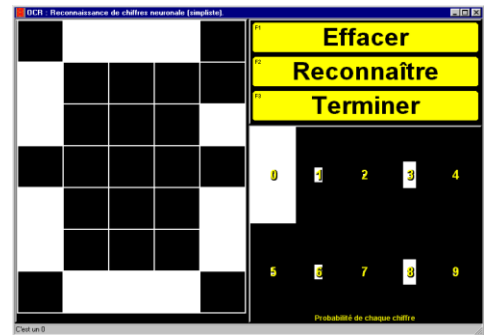 OCR : Reconnaissance de chiffres neuronale (simpliste).
F1
Effacer
F2
Reconnaître
F3
Terminer
0 1 2 3 4
5 6 7 8 9
Probabilité de chaque chiffre
C'est un 0